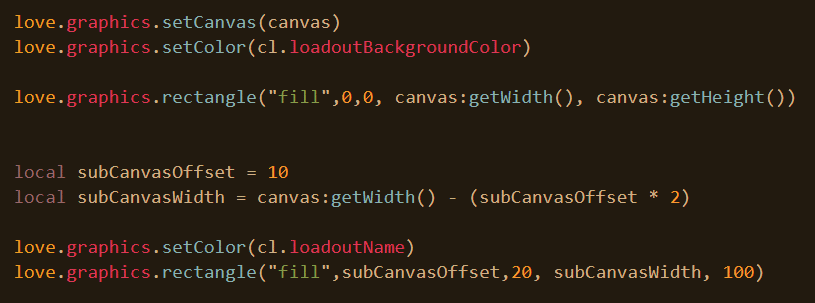 love.graphics.setCanvas(canvas)
love.graphics.setColor(cl.loadoutBackgroundColor)
love.graphics.rectangle("fill",0,0, canvas:getWidth(), canvas:getHeight())
local subCanvasOffset = 10
local subCanvasWidth = canvas:getWidth() - (subCanvasOffset * 2)
love.graphics.setColor(cl.loadoutName)
love.graphics.rectangle("fill",subCanvasOffset,20, subCanvasWidth, 100)